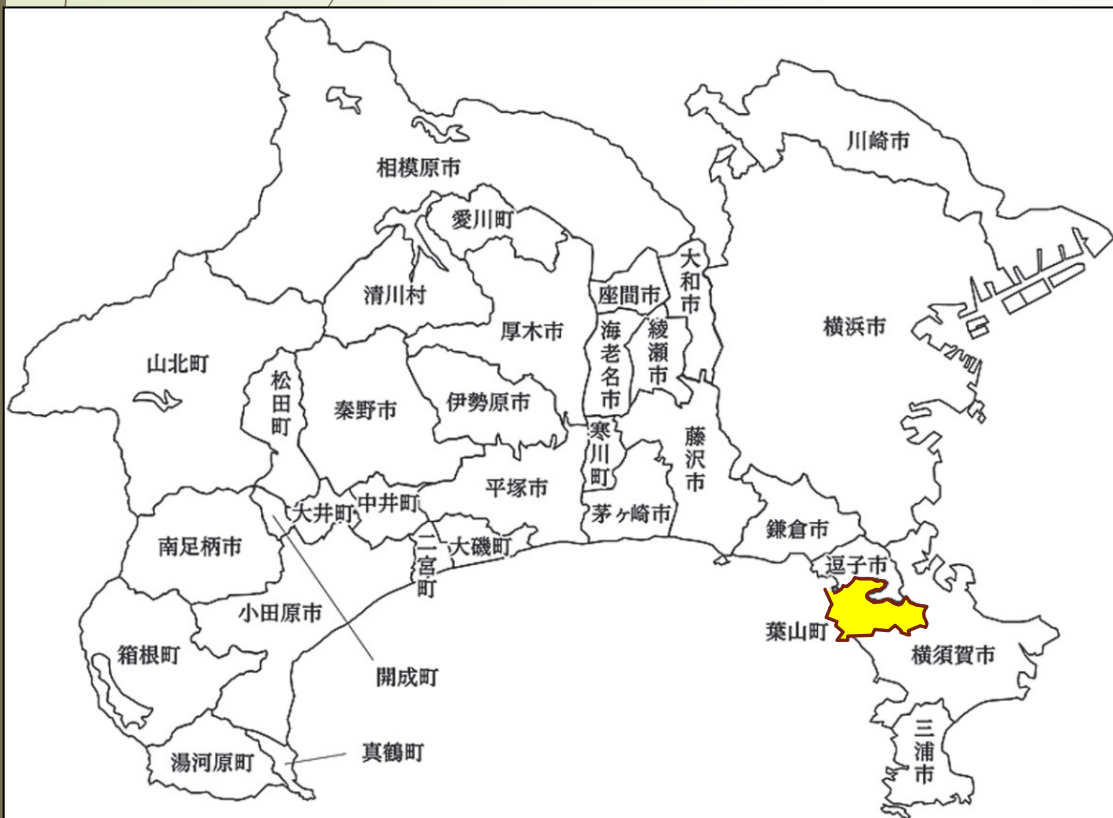 川崎市
相模原市
愛川町
大和市
座間市
清川村
横浜市
厚木市
海老名市
綾瀬市
山北町
松田町
秦野市
伊勢原市
寒川町
藤沢市
平塚市
中井町
大井町
茅ヶ崎市
鎌倉市
南足柄市
二宮町
大磯町
逗子市
小田原市
葉山町
箱根町
横須賀市
開成町
三浦市
真鶴町
湯河原町